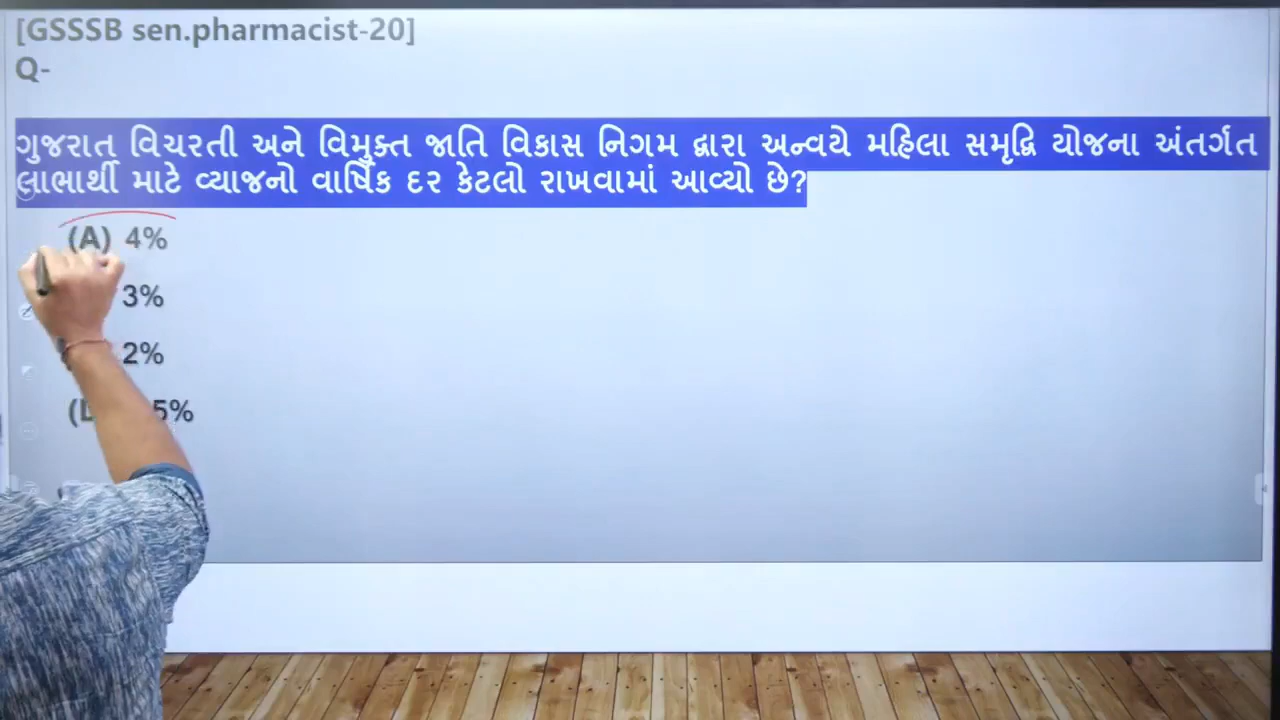 [GSSSB sen.pharmacist-20]
Q-
ગુજરાત વિચરતી અને વિમુક્ત જાતિ વિકાસ નિગમ દ્વારા અન્વયે મહિલા સમૃદ્વિ યોજના અંતર્ગત
લાભાર્થી માટે વ્યાજનો વાર્ષિક દર કેટલો રાખવામાં આવ્યો છે?
(A) 4%
3%
2%
5%